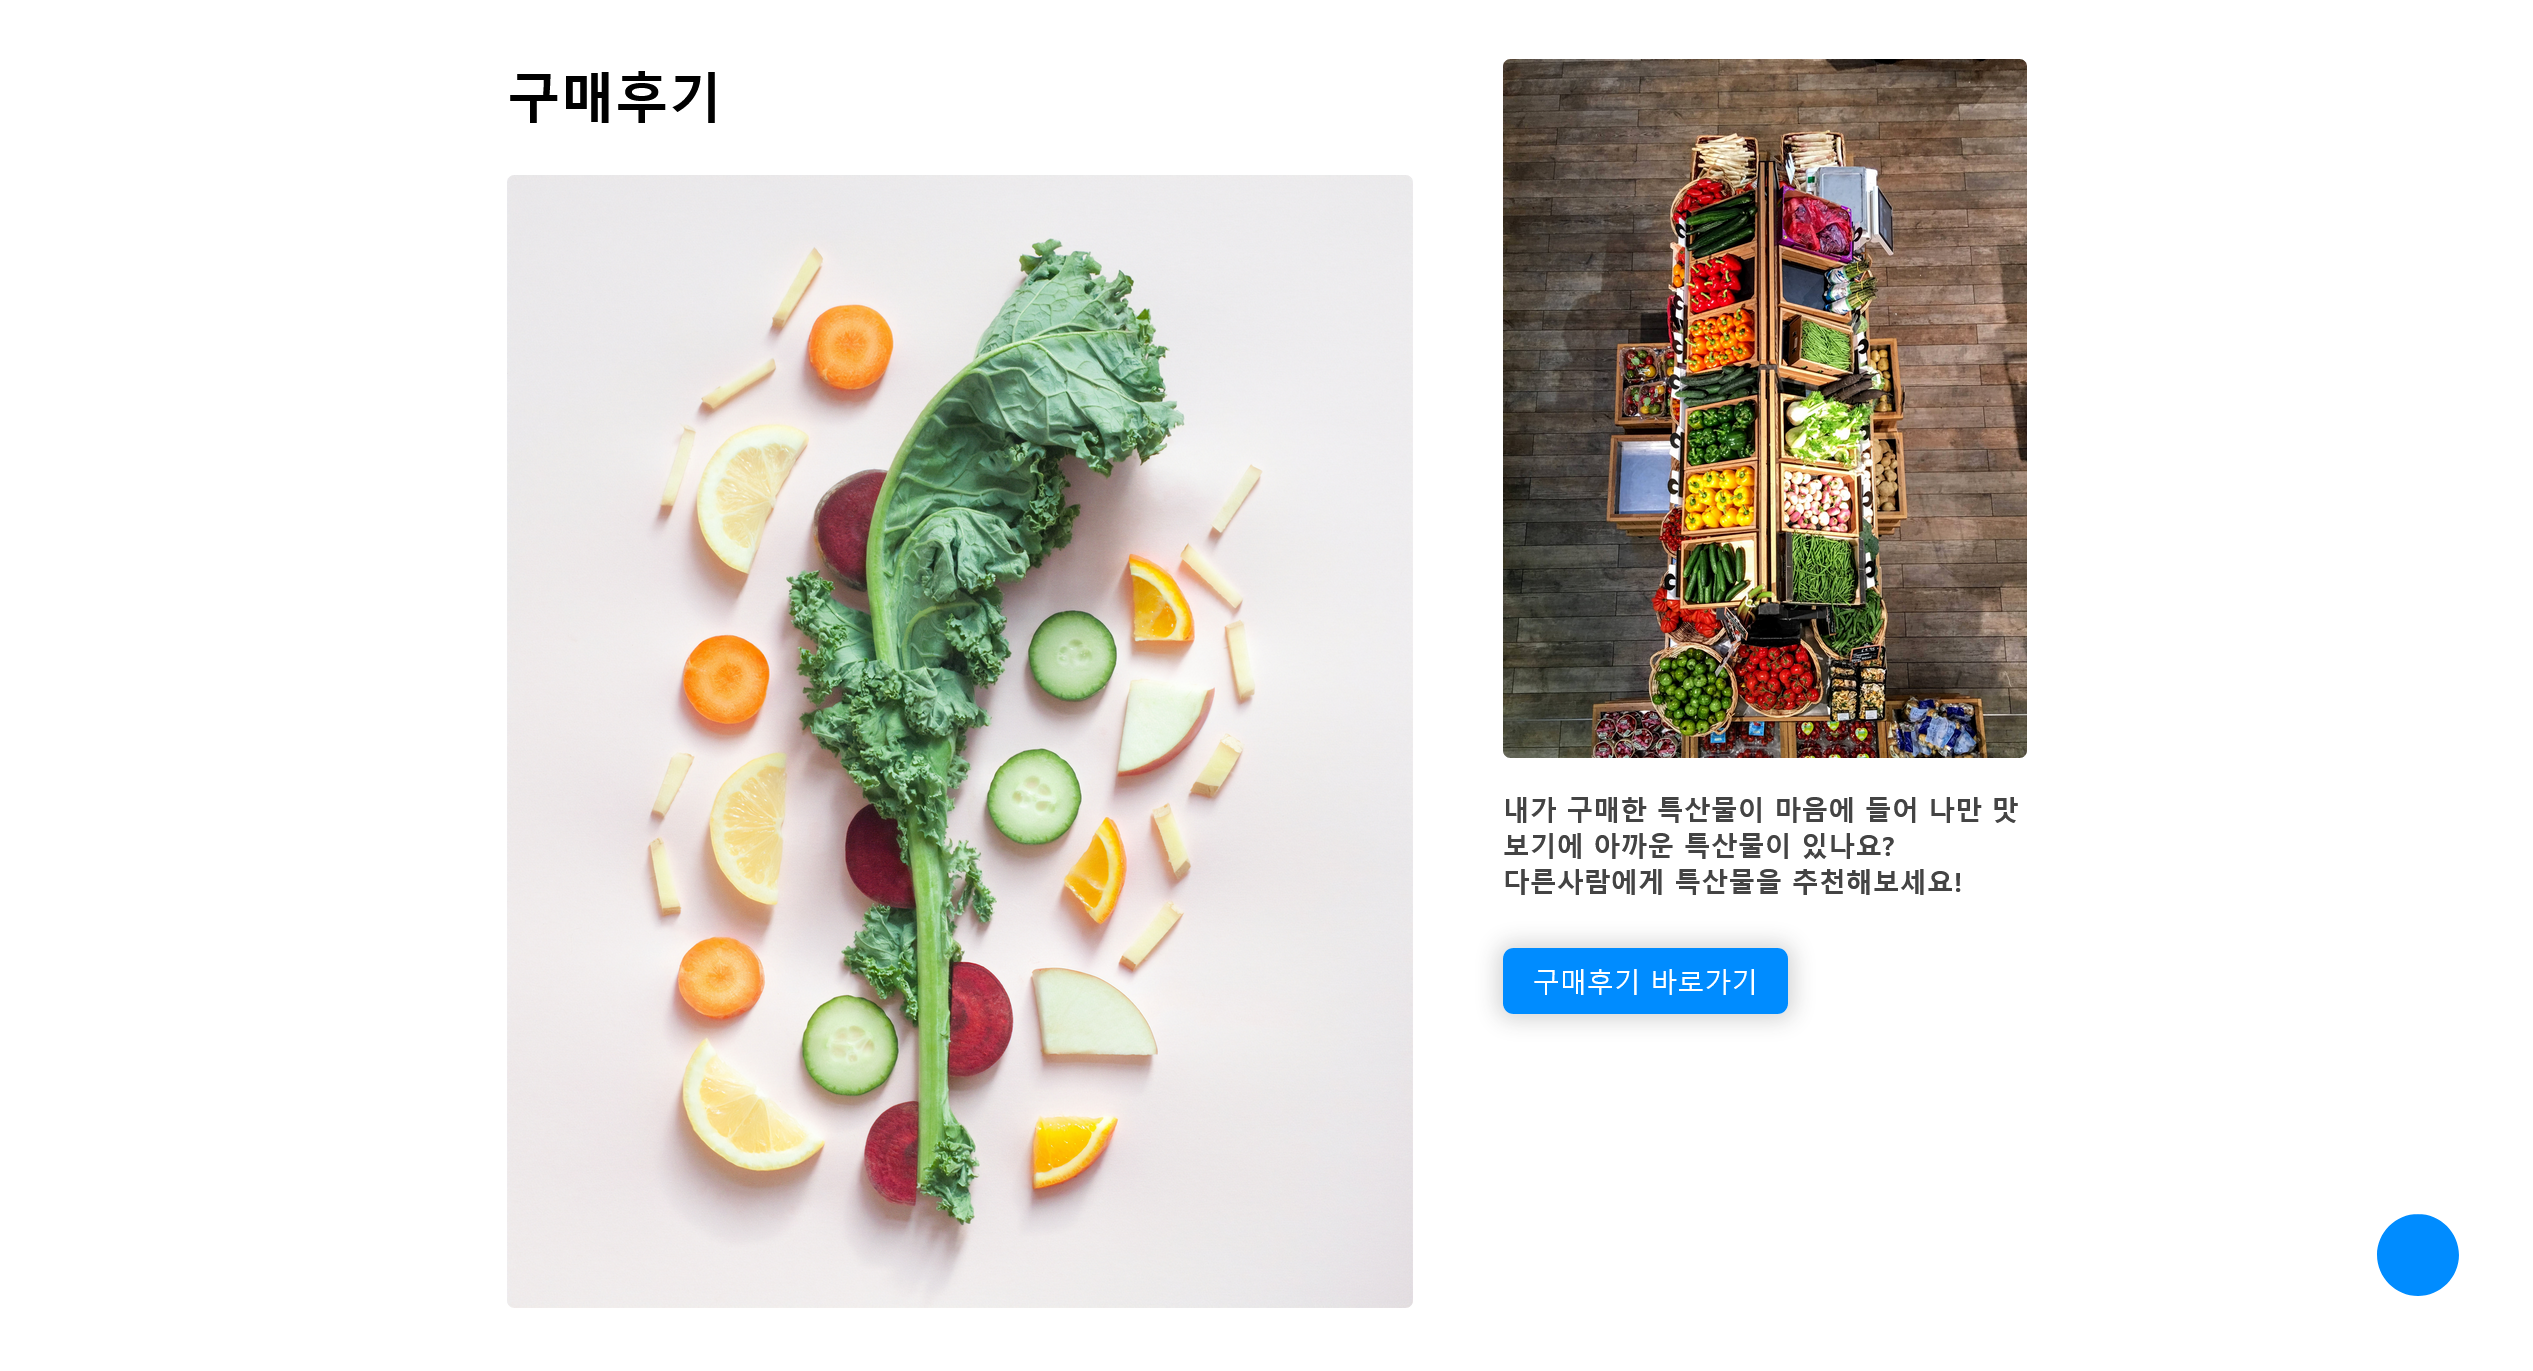 구매후기
내가 구매한 특산물이 마음에 들어 나만 맛
보기에 아까운 특산물이 있나요?
다른사람에게 특산물을 추천해보세요!
구매후기 바로가기